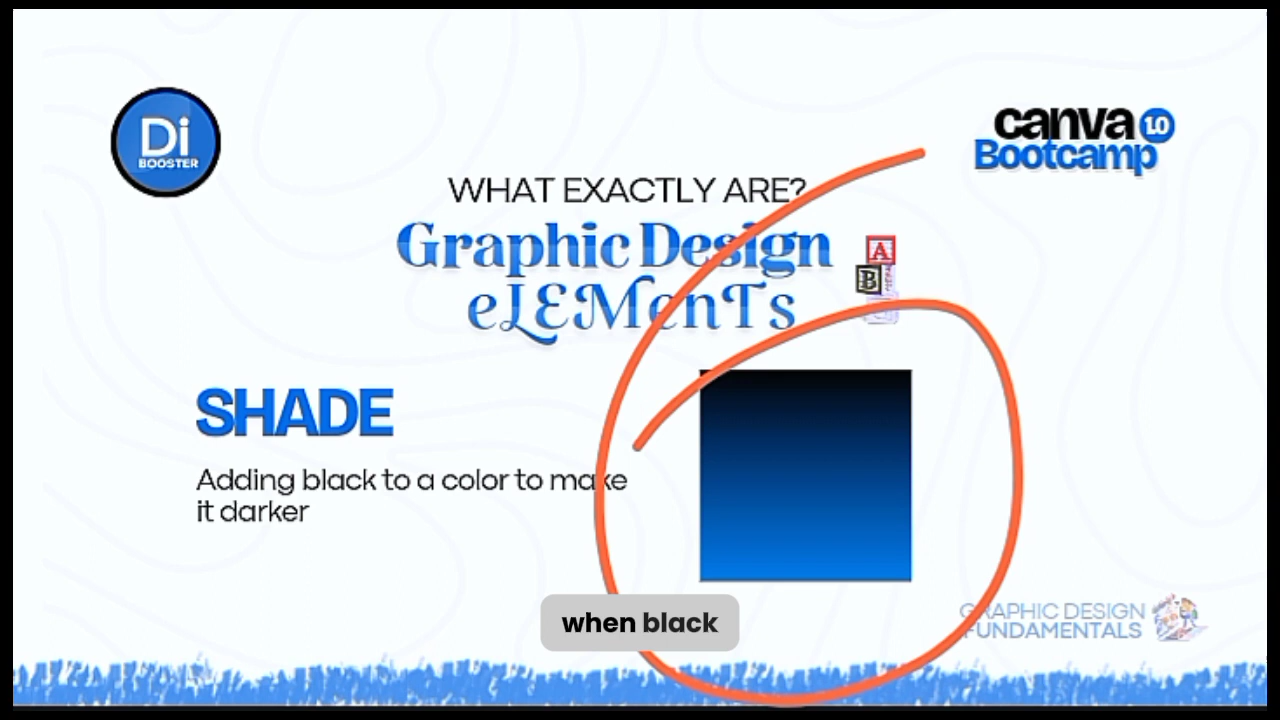 Di
BOOSTER
canva 1.0
Bootcamp
WHAT EXACTLY ARE?
Graphic Design
eLEMenTs
A
B
SHADE
Adding black to a color to make
it darker
when black
GRAPHIC DESIGN
FUNDAMENTALS